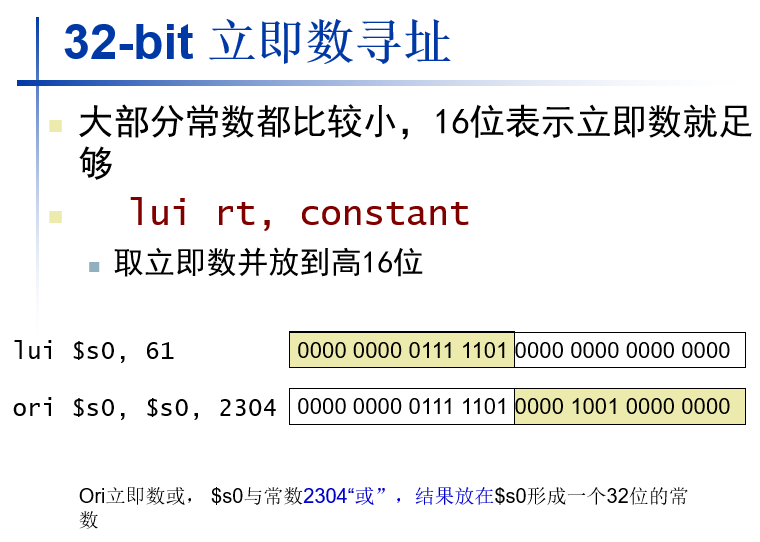 32-bit 立即数寻址
大部分常数都比较小，16位表示立即数就足
够
lui rt, constant
取立即数并放到高16位
lui $s0, 61 0000 0000 0111 1101 0000 0000 0000 0000
ori $s0, $s0, 2304 0000 0000 0111 1101 0000 1001 0000 0000
Ori立即数或， $s0与常数2304“或”，结果放在$s0形成一个32位的常
数